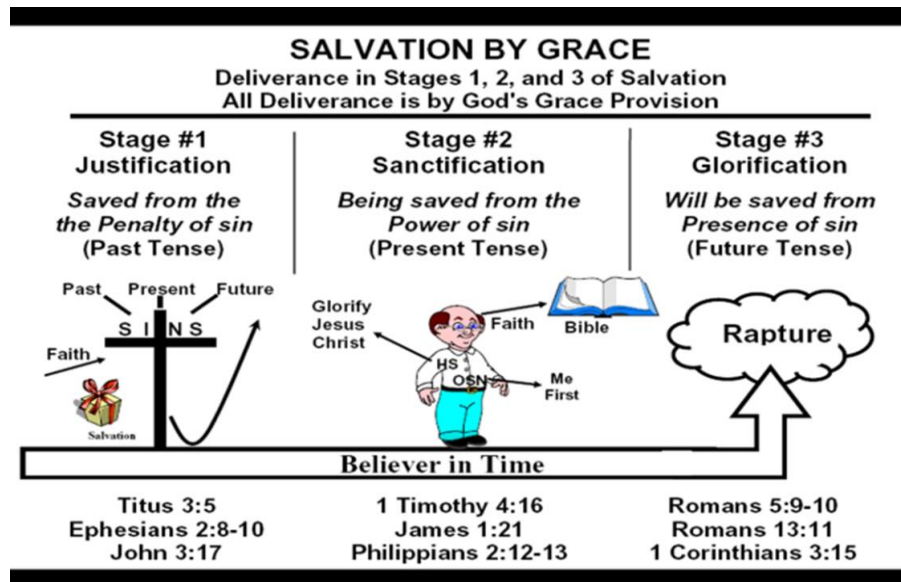 SALVATION BY GRACE
Deliverance in Stages 1, 2, and 3 of Salvation
All Deliverance is by God's Grace Provision
Stage #1
Justification
Saved from the
the Penalty of sin
(Past Tense)
Past Present Future
S I N S
Faith
Salvation
Stage #2
Sanctification
Being saved from the
Power of sin
(Present Tense)
Glorify
Jesus
Christ
Faith
Bible
HS
OSN
Me
First
Stage #3
Glorification
Will be saved from
Presence of sin
(Future Tense)
Rapture
Believer in Time
Titus 3:5
Ephesians 2:8-10
John 3:17
1 Timothy 4:16
James 1:21
Philippians 2:12-13
Romans 5:9-10
Romans 13:11
1 Corinthians 3:15